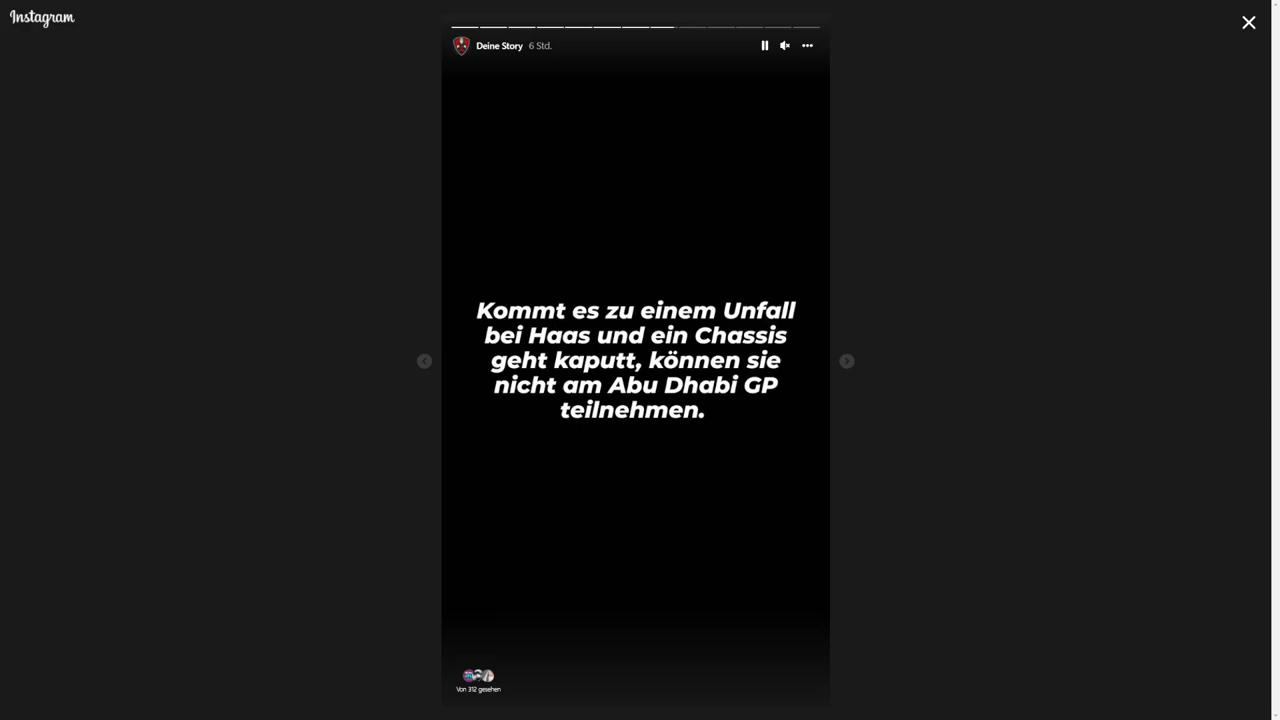 Instagram
Deine Story 6 Std.
Kommt es zu einem Unfall
bei Haas und ein Chassis
geht kaputt, können sie
nicht am Abu Dhabi GP
teilnehmen.
Von 312 gesehen